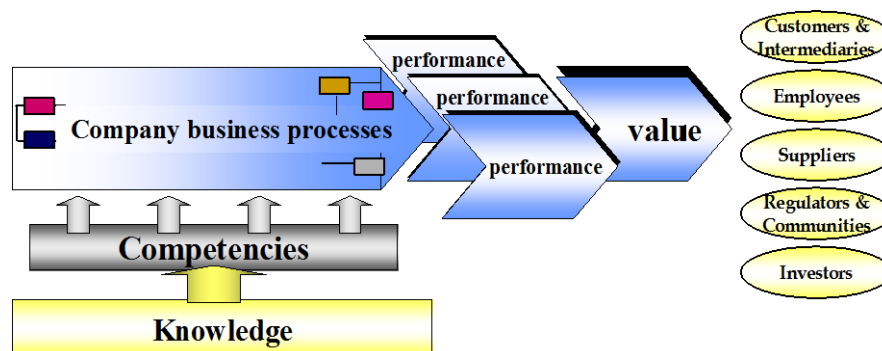 Company business processes
performance
performance
performance
value
Customers &
Intermediaries
Employees
Suppliers
Regulators &
Communities
Investors
Competencies
Knowledge